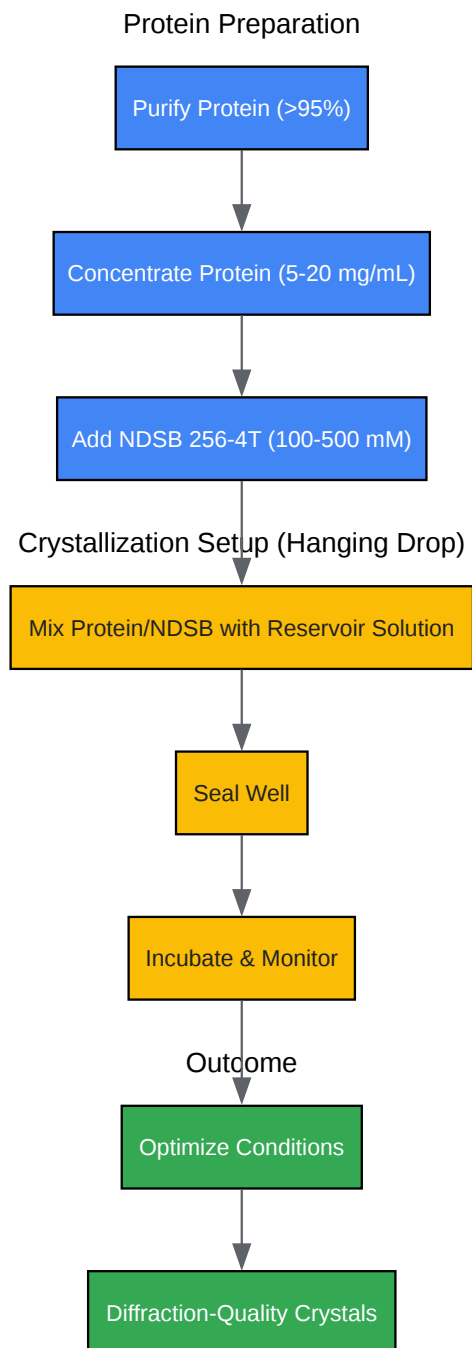 Protein Preparation
Purify Protein (>95%)
Concentrate Protein (5-20 mg/mL)
Add NDSB 256-4T (100-500 mM)
Crystallization Setup (Hanging Drop)
Mix Protein/NDSB with Reservoir Solution
Seal Well
Incubate & Monitor
Outcome
Optimize Conditions
Diffraction-Quality Crystals